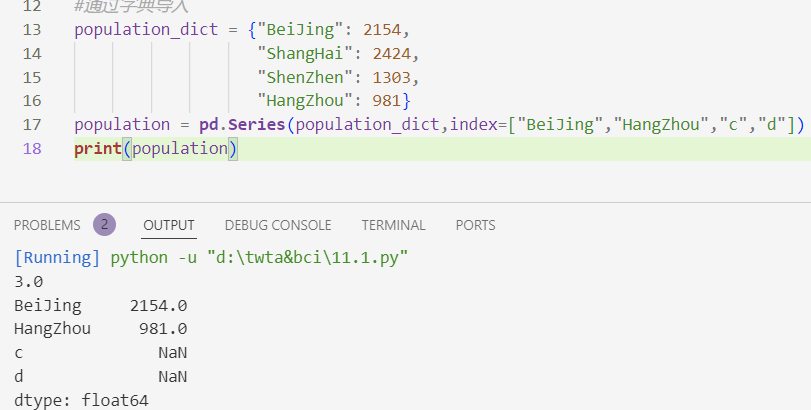 12 #通过字典导入
13 population_dict = {"BeiJing": 2154,
14 "ShangHai": 2424,
15 "ShenZhen": 1303,
16 "HangZhou": 981}
17 population = pd.Series(population_dict,index=["BeiJing","HangZhou","c","d"])
18 print(population)
PROBLEMS 2 OUTPUT DEBUG CONSOLE TERMINAL PORTS
[Running] python -u "d:\twta&bci\11.1.py"
3.0
BeiJing 2154.0
HangZhou 981.0
c NaN
d NaN
dtype: float64